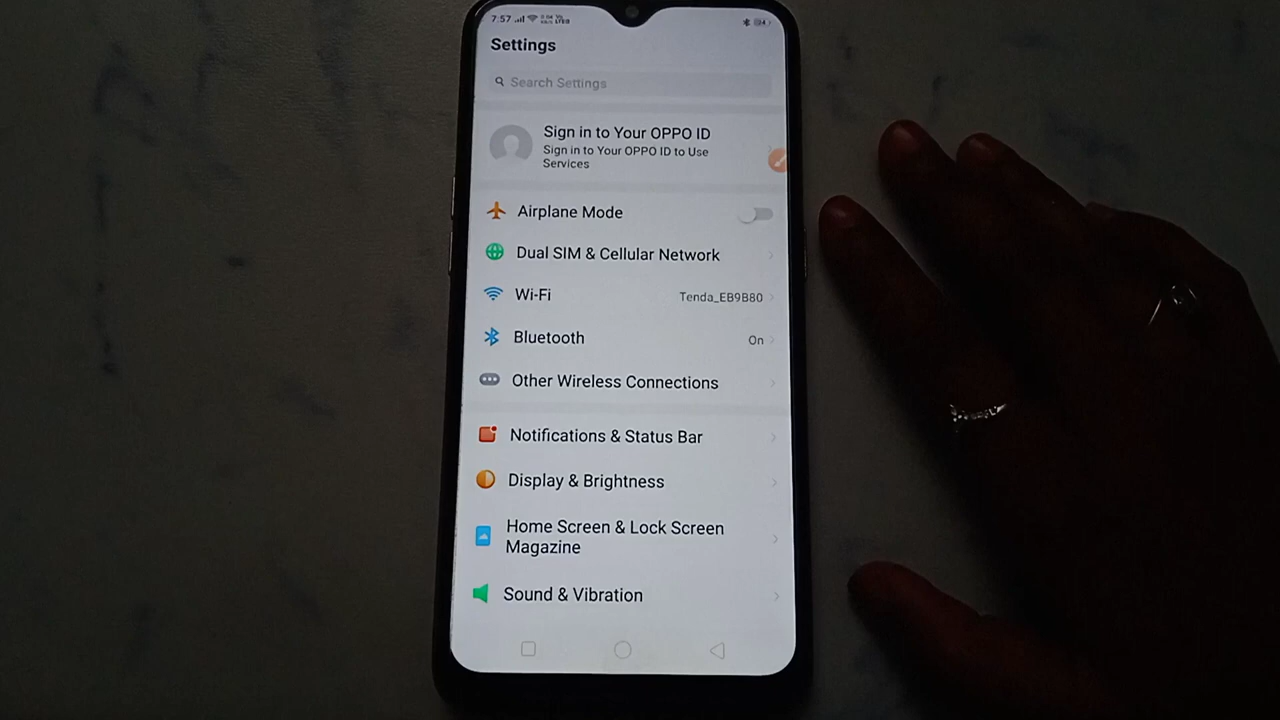 7:57
Settings
Search Settings
Sign in to Your OPPO ID
Sign in to Your OPPO ID to Use
Services
Airplane Mode
Dual SIM & Cellular Network
Wi-Fi Tenda_EB9B80
Bluetooth On
Other Wireless Connections
Notifications & Status Bar
Display & Brightness
Home Screen & Lock Screen
Magazine
Sound & Vibration